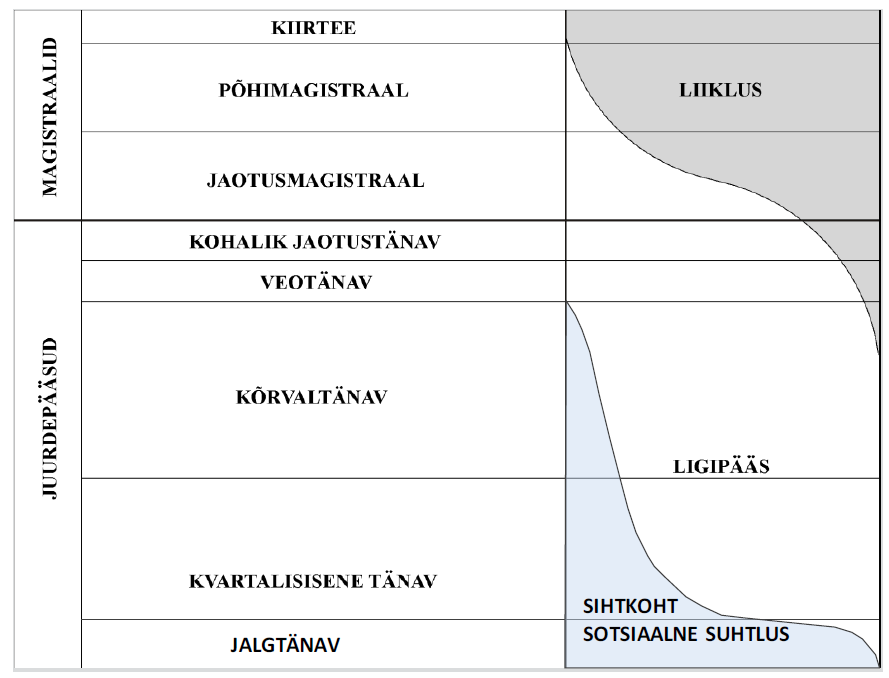 MAGISTRAALID
KIIRTEE
PÕHIMAGISTRAAL
LIIKLUS
JAOTUSMAGISTRAAL
JUURDEPÄÄSUD
KOHALIK JAOTUSTÄNAV
VEOTÄNAV
KÕRVALTÄNAV
LIGIPÄÄS
KVARTALISISENE TÄNAV
SIHTKOHT
SOTSIAALNE SUHTLUS
JALGTÄNAV